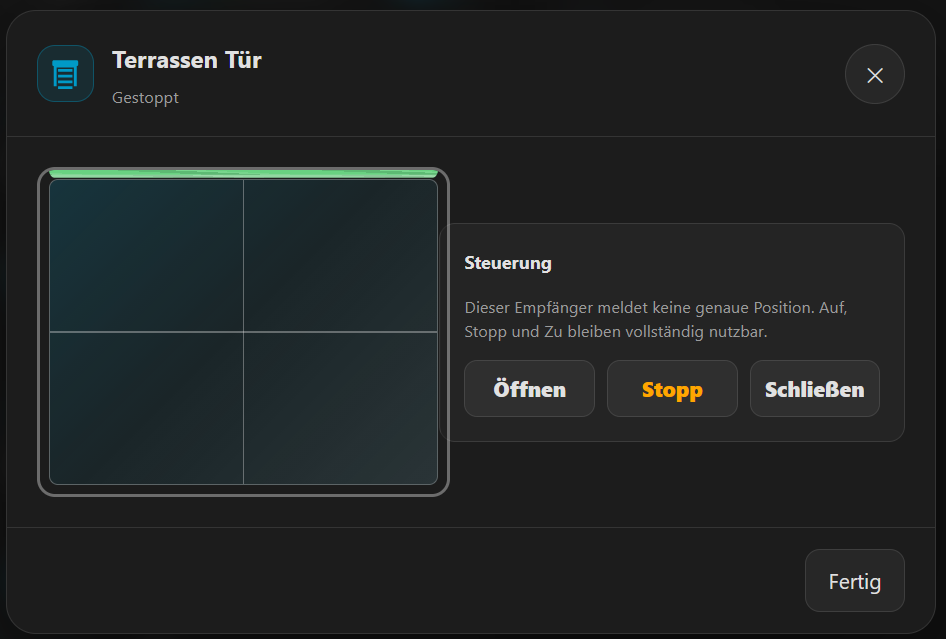 Terrassen Tür
Gestoppt
Steuerung
Dieser Empfänger meldet keine genaue Position. Auf,
Stopp und Zu bleiben vollständig nutzbar.
Öffnen
Stopp
Schließen
Fertig